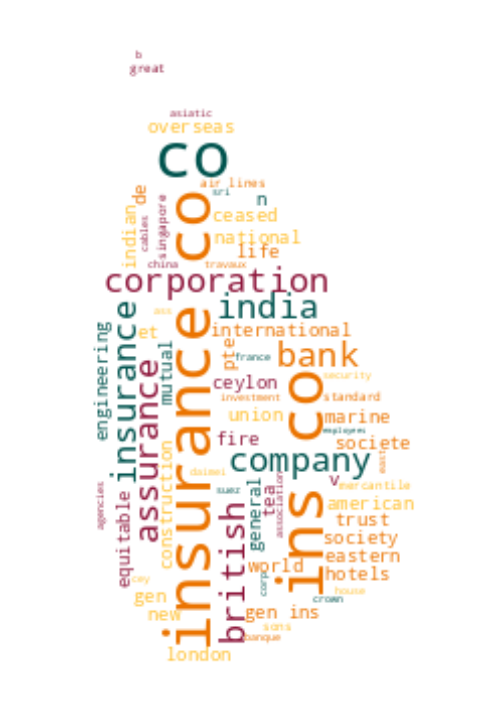 b
great
asiatic
overseas
co
air lines
sri
de
n
singapore
indian
cables
ceased
national
life
china
travaux
corporation
insurance co
india
ass
et
insurance
engineering
international
pte
france
bank
mutual
assurance
ceylon
security
investment
standard
ins co
union
marine
employees
fire
societe
company
east
daimei
construction
v
mercantile
suez
general
tea
association
american
agencies
equitable
british
trust
society
eastern
world
hotels
corp
cey
house
gen
crown
new
gen ins
sons
banque
london